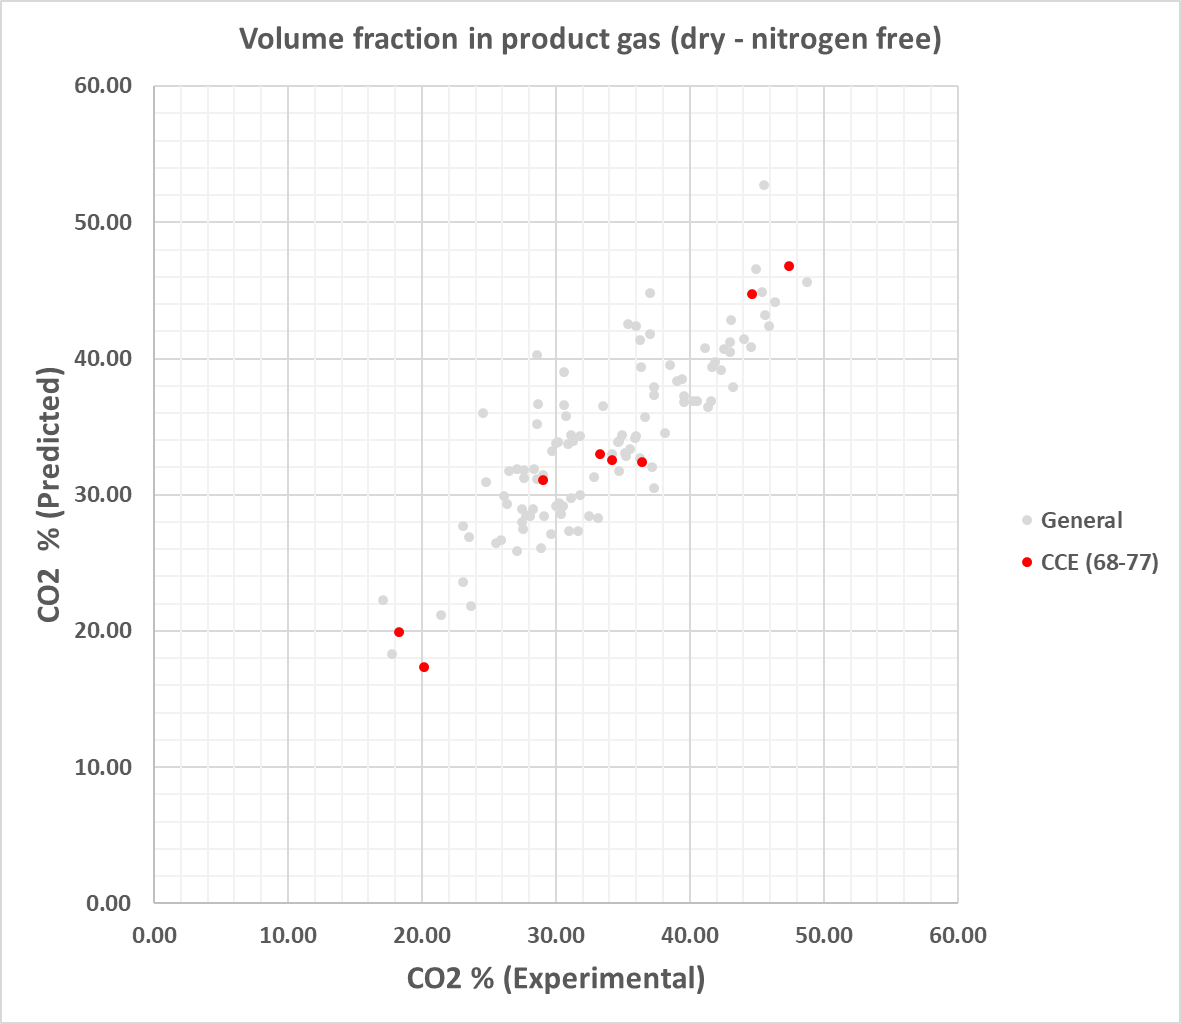 Volume fraction in product gas (dry - nitrogen free)
60.00
50.00
40.00
30.00
20.00
10.00
0.00
CO2 % (Predicted)
0.00 10.00 20.00 30.00 40.00 50.00 60.00
CO2 % (Experimental)
General
CCE (68-77)